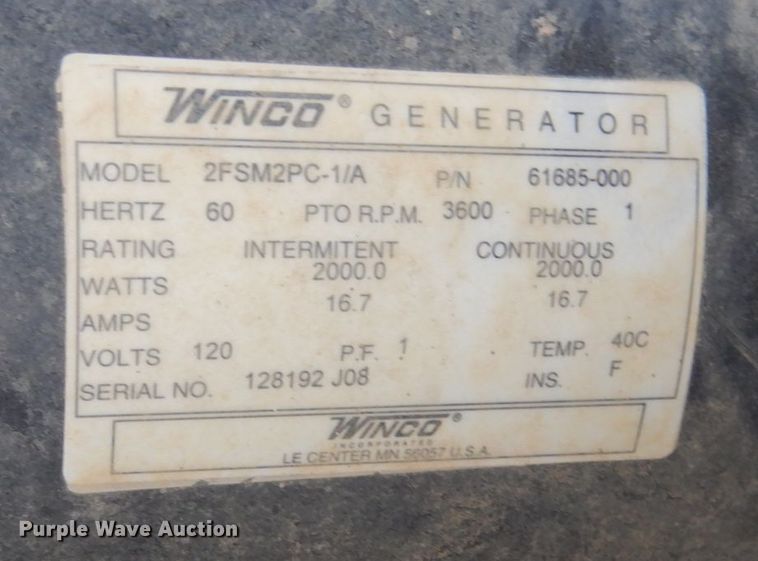 WINCO® GENERATOR
MODEL 2FSM2PC-1/A P/N 61685-000
HERTZ 60 PTO R.P.M. 3600 PHASE 1
RATING INTERMITENT CONTINUOUS
WATTS 2000.0 2000.0
AMPS 16.7 16.7
VOLTS 120 P.F. 1 TEMP. 40C
SERIAL NO. 128192 J08 INS. F
WINCO®
INCORPORATED
LE CENTER MN 56057 U.S.A.
Purple Wave Auction